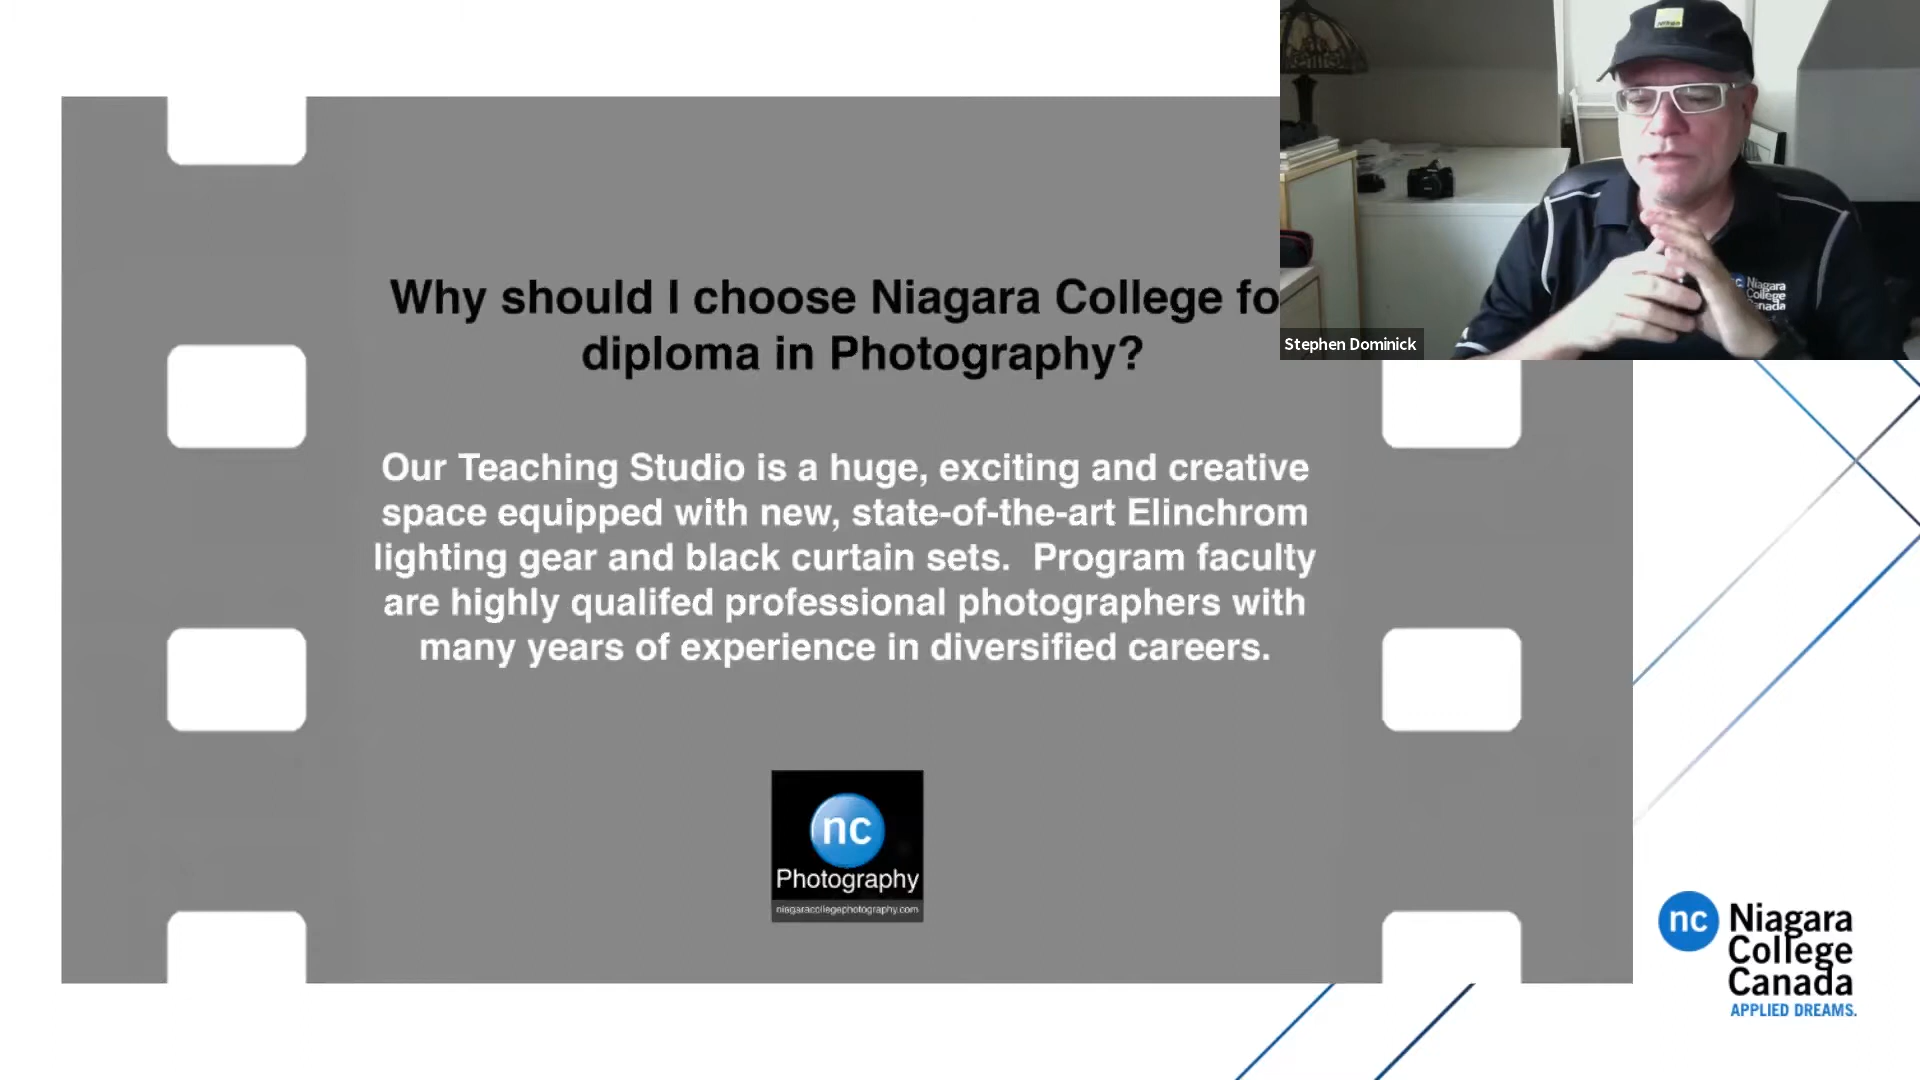 Why should I choose Niagara College fo
diploma in Photography?
Our Teaching Studio is a huge, exciting and creative
space equipped with new, state-of-the-art Elinchrom
lighting gear and black curtain sets. Program faculty
are highly qualifed professional photographers with
many years of experience in diversified careers.
nc
Photography
niagaracollegephotography.com
Stephen Dominick
Niagara
College
Canada
nc
Niagara
College
Canada
APPLIED DREAMS.